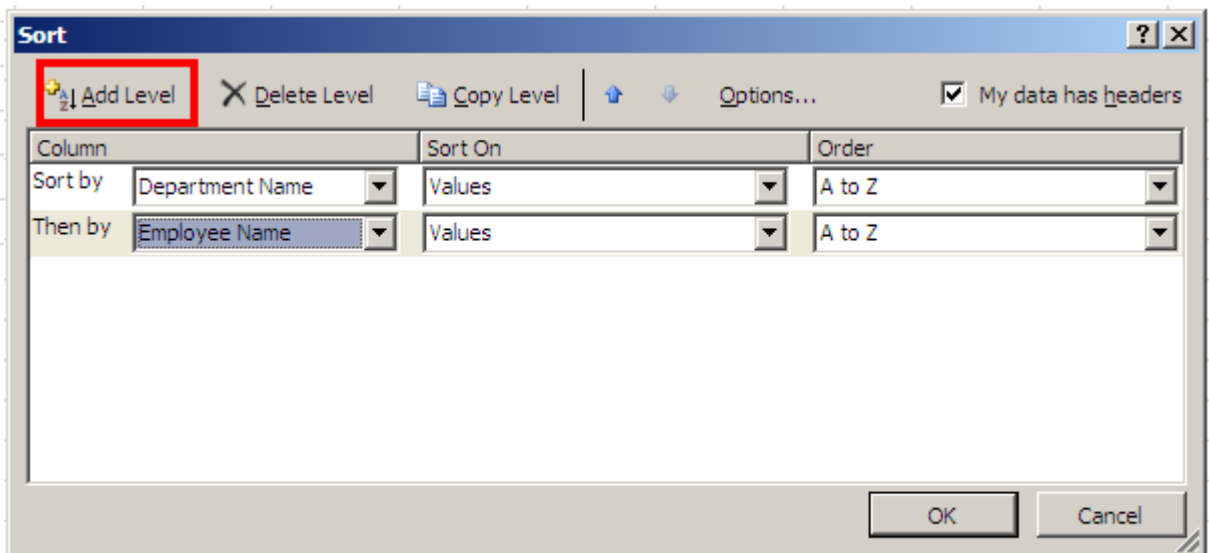 Sort
Add Level Delete Level Copy Level Options... My data has headers
Column Sort On Order
Sort by Department Name Values A to Z
Then by Employee Name Values A to Z
OK Cancel